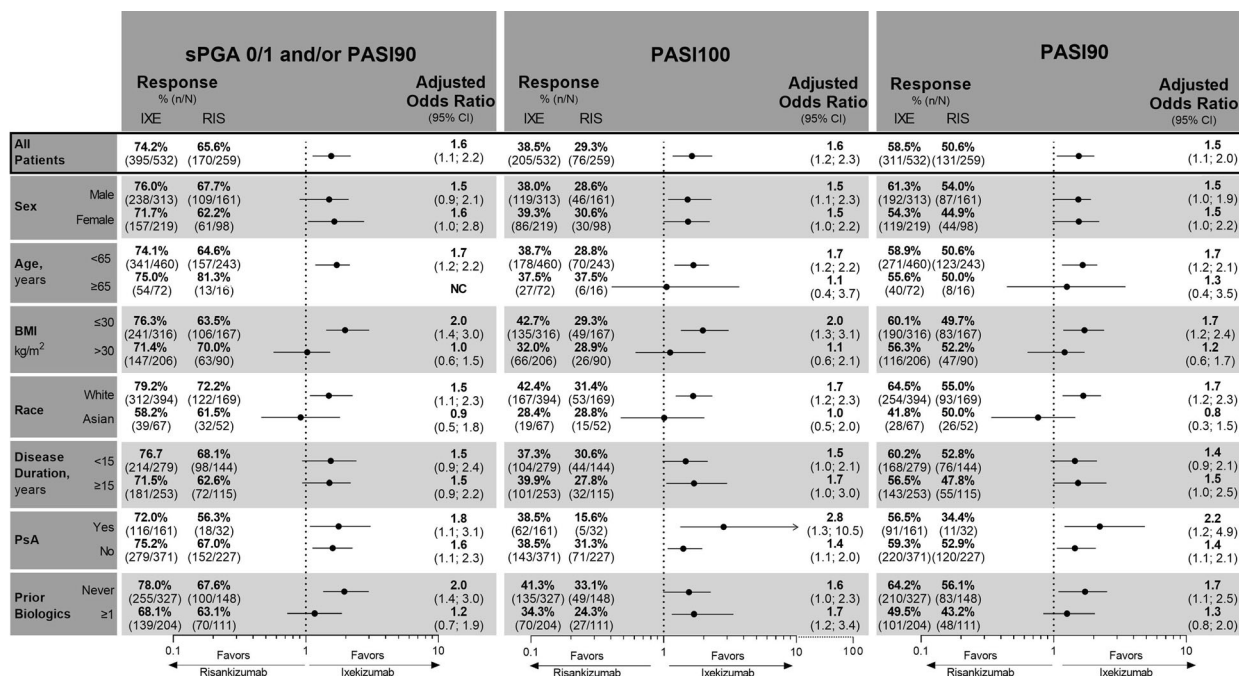 sPGA 0/1 and/or PASI90 PASI100 PASI90
Response Adjusted Response Adjusted Response Adjusted
% (n/N) Odds Ratio % (n/N) Odds Ratio % (n/N) Odds Ratio
IXE RIS (95% CI) IXE RIS (95% CI) IXE RIS (95% CI)
All 74.2% 65.6% 1.6 38.5% 29.3% 1.6 58.5% 50.6% 1.5
Patients (395/532) (170/259) (1.1; 2.2) (205/532) (76/259) (1.2; 2.3) (311/532) (131/259) (1.1; 2.0)
Male 76.0% 67.7% 1.5 38.0% 28.6% 1.5 61.3% 54.0% 1.5
Sex (238/313) (109/161) (0.9; 2.1) (119/313) (46/161) (1.1; 2.3) (192/313) (87/161) (1.0; 1.9)
Female 71.7% 62.2% 1.6 39.3% 30.6% 1.5 54.3% 44.9% 1.5
(157/219) (61/98) (1.0; 2.8) (86/219) (30/98) (1.0; 2.2) (119/219) (44/98) (1.0; 2.2)
<65 74.1% 64.6% 1.7 38.7% 28.8% 1.7 58.9% 50.6% 1.7
Age, (341/460) (157/243) (1.2; 2.2) (178/460) (70/243) (1.2; 2.2) (271/460) (123/243) (1.2; 2.1)
years ≥65 75.0% 81.3% NC 37.5% 37.5% 1.1 55.6% 50.0% 1.3
(54/72) (13/16) (27/72) (6/16) (0.4; 3.7) (40/72) (8/16) (0.4; 3.5)
≤30 76.3% 63.5% 2.0 42.7% 29.3% 2.0 60.1% 49.7% 1.7
BMI (241/316) (106/167) (1.4; 3.0) (135/316) (49/167) (1.3; 3.1) (190/316) (83/167) (1.2; 2.4)
kg/m² >30 71.4% 70.0% 1.0 32.0% 28.9% 1.1 56.3% 52.2% 1.2
(147/206) (63/90) (0.6; 1.5) (66/206) (26/90) (0.6; 2.1) (116/206) (47/90) (0.6; 1.7)
White 79.2% 72.2% 1.5 42.4% 31.4% 1.7 64.5% 55.0% 1.7
Race (312/394) (122/169) (1.1; 2.3) (167/394) (53/169) (1.2; 2.3) (254/394) (93/169) (1.2; 2.3)
Asian 58.2% 61.5% 0.9 28.4% 28.8% 1.0 41.8% 50.0% 0.8
(39/67) (32/52) (0.5; 1.8) (19/67) (15/52) (0.5; 2.0) (28/67) (26/52) (0.3; 1.5)
Disease <15 76.7 68.1% 1.5 37.3% 30.6% 1.5 60.2% 52.8% 1.4
Duration, (214/279) (98/144) (0.9; 2.4) (104/279) (44/144) (1.0; 2.1) (168/279) (76/144) (0.9; 2.1)
years ≥15 71.5% 62.6% 1.5 39.9% 27.8% 1.7 56.5% 47.8% 1.5
(181/253) (72/115) (0.9; 2.2) (101/253) (32/115) (1.0; 3.0) (143/253) (55/115) (1.0; 2.5)
Yes 72.0% 56.3% 1.8 38.5% 15.6% 2.8 56.5% 34.4% 2.2
PsA (116/161) (18/32) (1.1; 3.1) (62/161) (5/32) (1.3; 10.5) (91/161) (11/32) (1.2; 4.9)
No 75.2% 67.0% 1.6 38.5% 31.3% 1.4 59.3% 52.9% 1.4
(279/371) (152/227) (1.1; 2.3) (143/371) (71/227) (1.1; 2.0) (220/371) (120/227) (1.1; 2.1)
Never 78.0% 67.6% 2.0 41.3% 33.1% 1.6 64.2% 56.1% 1.7
Prior (255/327) (100/148) (1.4; 3.0) (135/327) (49/148) (1.0; 2.3) (210/327) (83/148) (1.1; 2.5)
Biologics ≥1 68.1% 63.1% 1.2 34.3% 24.3% 1.7 49.5% 43.2% 1.3
(139/204) (70/111) (0.7; 1.9) (70/204) (27/111) (1.2; 3.4) (101/204) (48/111) (0.8; 2.0)
0.1 1 10 0.1 1 10 100 0.1 1 10
Favors Favors Favors Favors Favors Favors
Risankizumab Ixekizumab Risankizumab Ixekizumab Risankizumab Ixekizumab